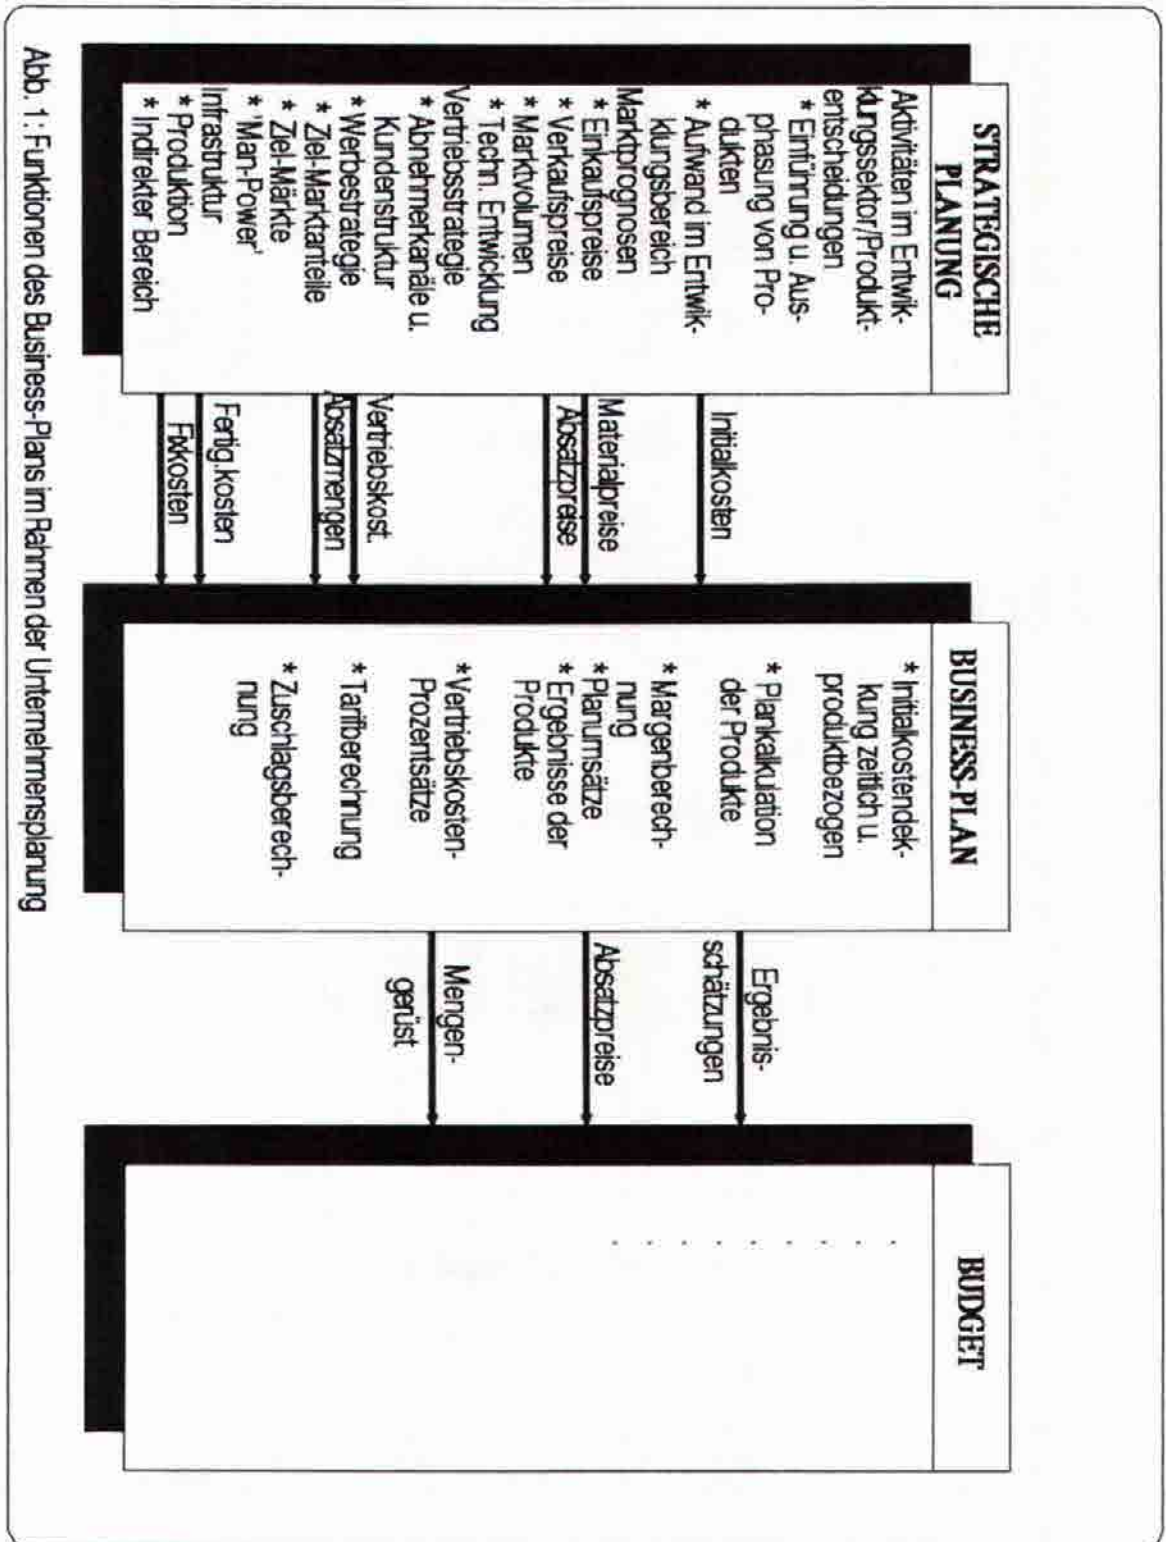 STRATEGISCHE
PLANUNG
Aktivitäten im Entwik-
klungssektor/Produkt-
entscheidungen
* Einführung u. Aus-
phasung von Pro-
dukten
* Aufwand im Entwik-
klungsbereich
Marktprognosen
* Einkaufspreise
* Verkaufspreise
* Marktvolumen
* Techn. Entwicklung
Vertriebsstrategie
* Abnehmerkanäle u.
Kundenstruktur
* Werbestrategie
* Ziel-Marktanteile
* Ziel-Märkte
* 'Man-Power'
Infrastruktur
* Produktion
* Indirekter Bereich
Initialkosten
Materialpreise
Absatzpreise
Vertriebskost.
Absatzmengen
Fertig.kosten
Fixkosten
BUSINESS-PLAN
* Initialkostendek-
kung zeitlich u.
produktbezogen
* Plankalkulation
der Produkte
* Margenberech-
nung
* Planumsätze
* Ergebnisse der
Produkte
* Vertriebskosten-
Prozentsätze
* Tarifberechnung
* Zuschlagsberech-
nung
Ergebnis-
schätzungen
Absatzpreise
Mengen-
gerüst
BUDGET
. . . . . . . . .
Abb. 1: Funktionen des Business-Plans im Rahmen der Unternehmensplanung